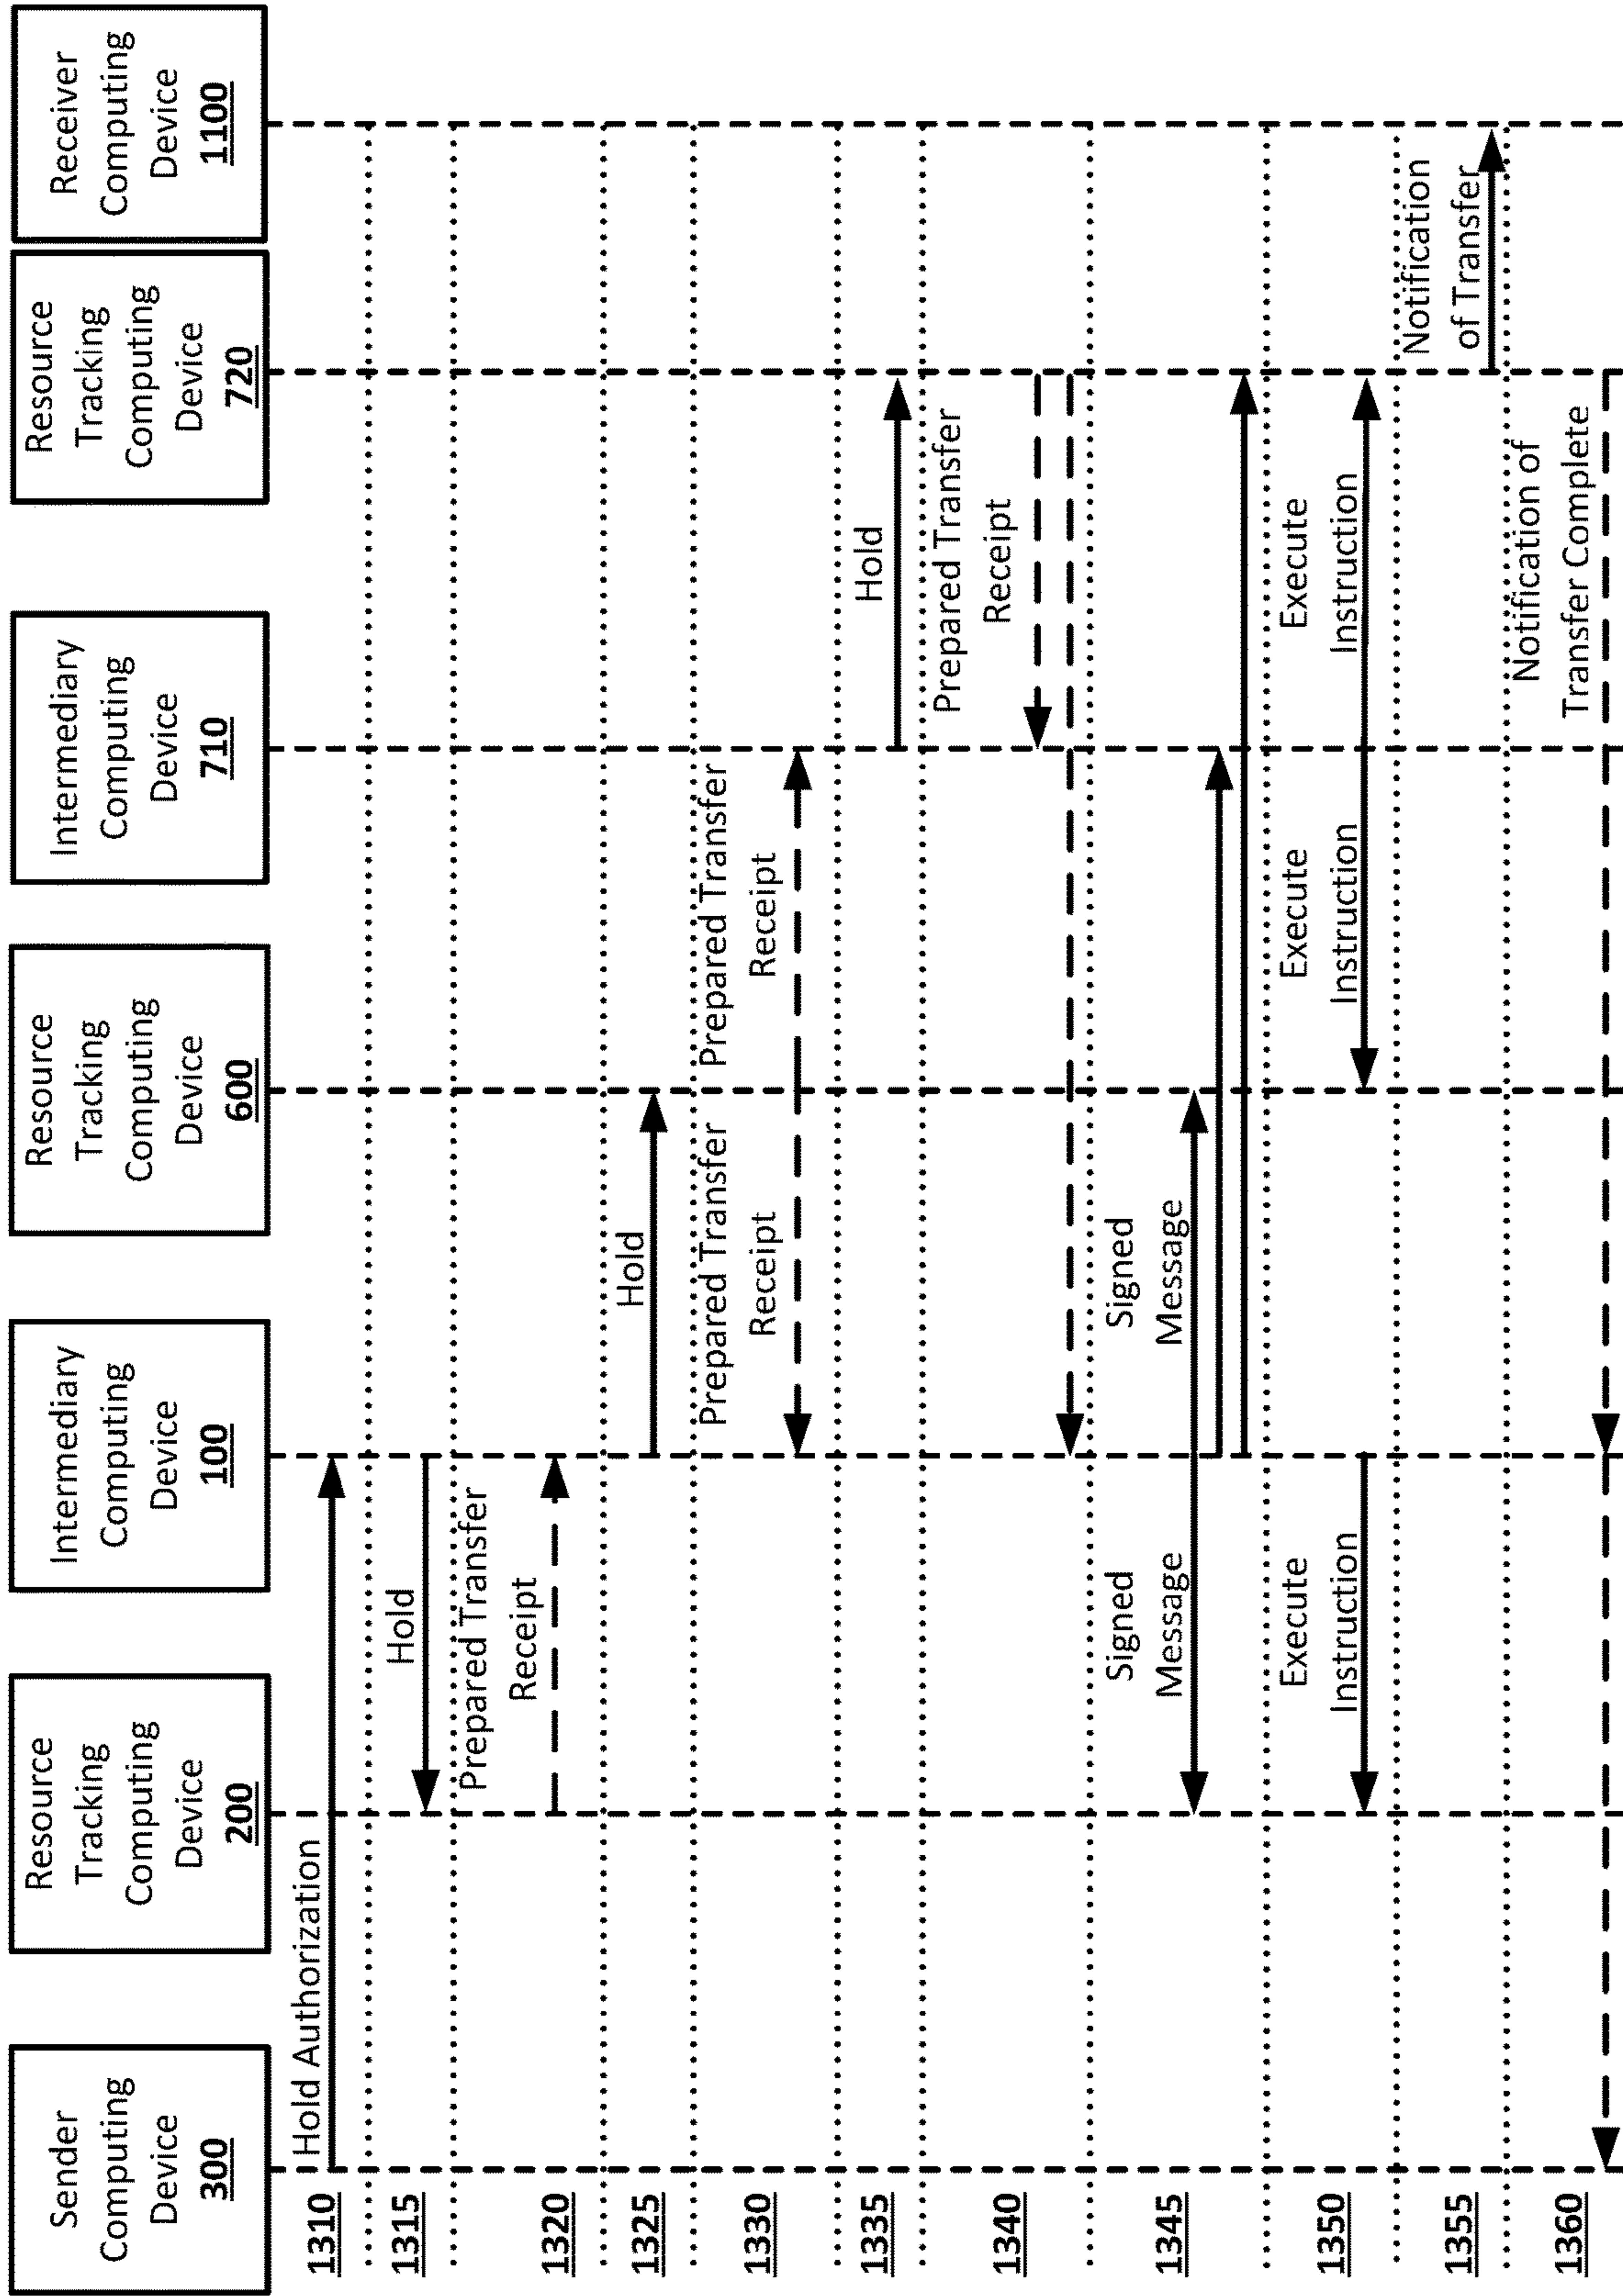 Sender
Computing
Device
300
Resource
Tracking
Computing
Device
200
Intermediary
Computing
Device
100
Resource
Tracking
Computing
Device
600
Intermediary
Computing
Device
710
Resource
Tracking
Computing
Device
720
Receiver
Computing
Device
1100
1310
Hold Authorization
1315
Hold
1320
Prepared Transfer
Receipt
1325
Hold
1330
Prepared Transfer
Receipt
Prepared Transfer
Receipt
1335
Hold
1340
Prepared Transfer
Receipt
1345
Signed
Message
Signed
Message
1350
Execute
Instruction
Execute
Instruction
Execute
Instruction
1355
Notification
of Transfer
1360
Notification of
Transfer Complete